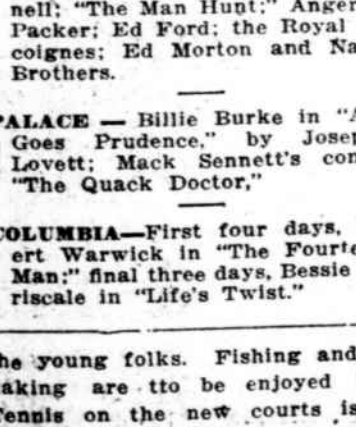 nell; "The Man Hunt;" Anger
Packer; Ed Ford; the Royal
coignes; Ed Morton and Na
Brothers.
PALACE — Billie Burke in "A
Goes Prudence," by Josep
Lovett; Mack Sennett's com
"The Quack Doctor,"
COLUMBIA—First four days,
ert Warwick in "The Fourte
Man;" final three days, Bessie
riscale in "Life's Twist."
he young folks. Fishing and
aking are tto be enjoyed
Tennis on the new courts is